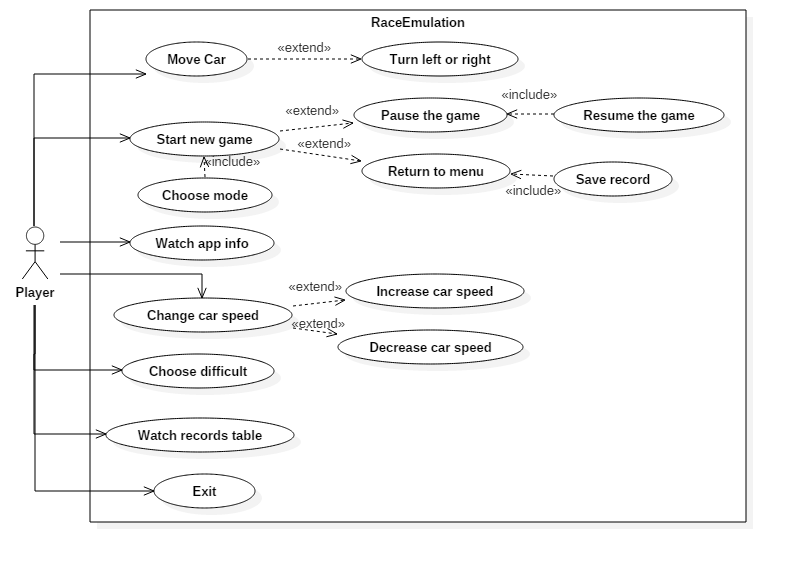 RaceEmulation
Move Car
«extend»
Turn left or right
Start new game
«extend»
Pause the game
«include»
Resume the game
«extend»
Return to menu
«include»
Save record
«include»
Choose mode
Watch app info
Player
Change car speed
«extend»
Increase car speed
«extend»
Decrease car speed
Choose difficult
Watch records table
Exit